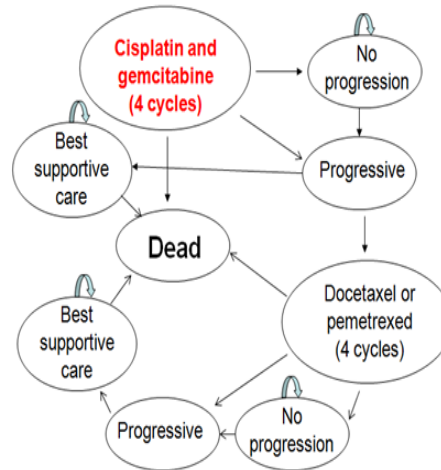 Cisplatin and
gemcitabine
(4 cycles)
No
progression
Best
supportive
care
Progressive
Dead
Best
supportive
care
Docetaxel or
pemetrexed
(4 cycles)
Progressive
No
progression